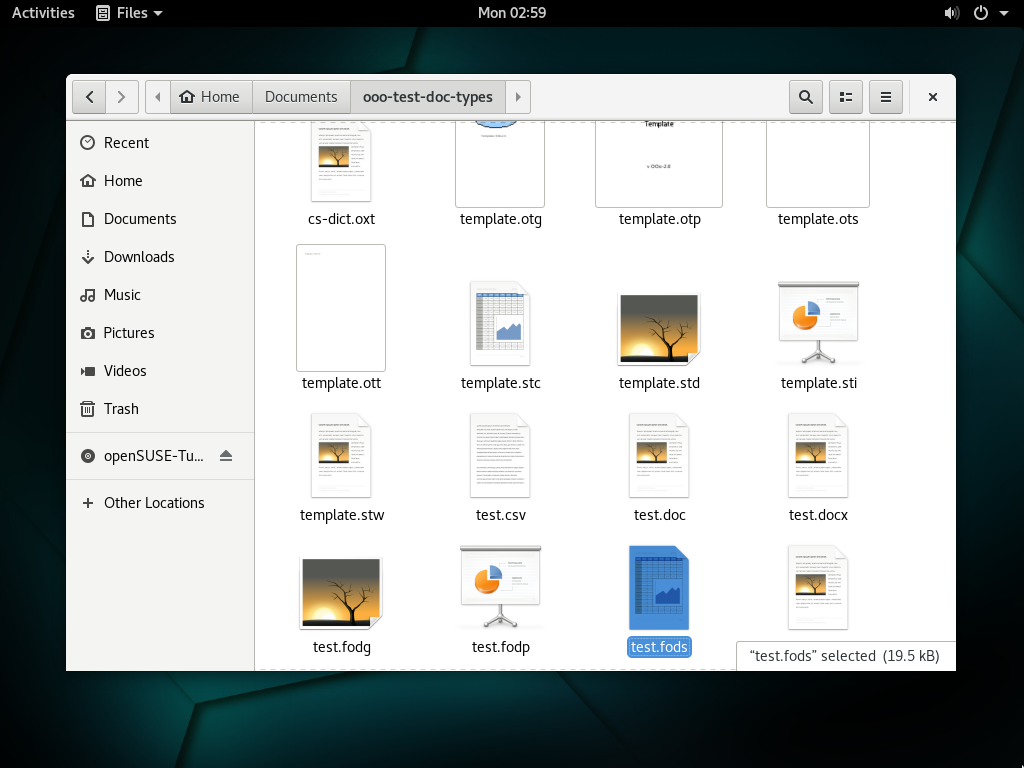 Activities Files Mon 02:59
Home Documents ooo-test-doc-types
Recent
Home
Documents
Downloads
Music
Pictures
Videos
Trash
openSUSE-Tu...
Other Locations
Template
v OOo-2.0
cs-dict.oxt template.otg template.otp template.ots
template.ott template.stc template.std template.sti
template.stw test.csv test.doc test.docx
test.fodg test.fodp test.fods
“test.fods” selected (19.5 kB)